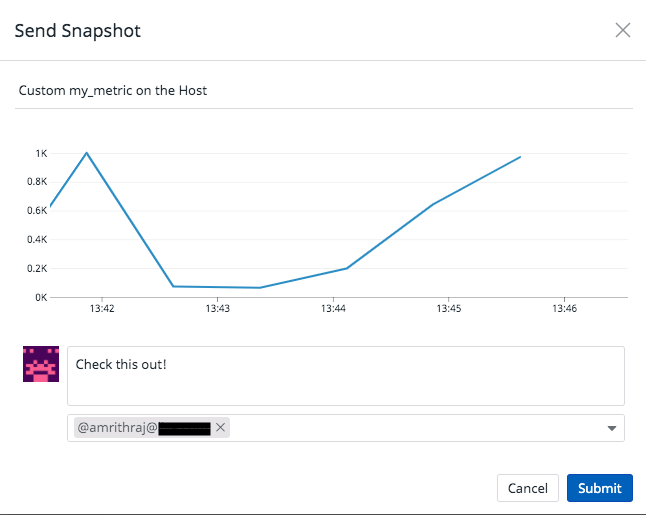 Send Snapshot
Custom my_metric on the Host
1K
0.8K
0.6K
0.4K
0.2K
0K
13:42 13:43 13:44 13:45 13:46
Check this out!
@amrithraj@
Cancel Submit